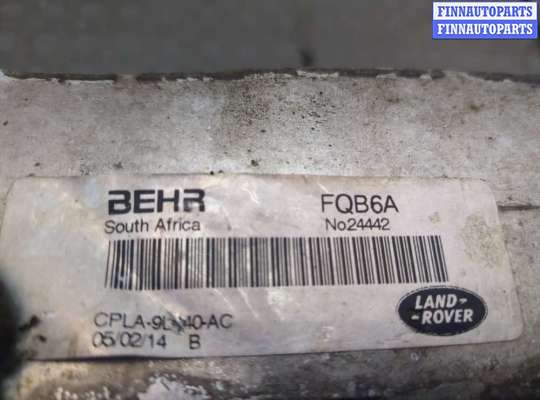 FINNAUTOPARTS
FINNAUTOPARTS
BEHR
South Africa
FQB6A
No24442
05/02/14 B
LAND-
-ROVER